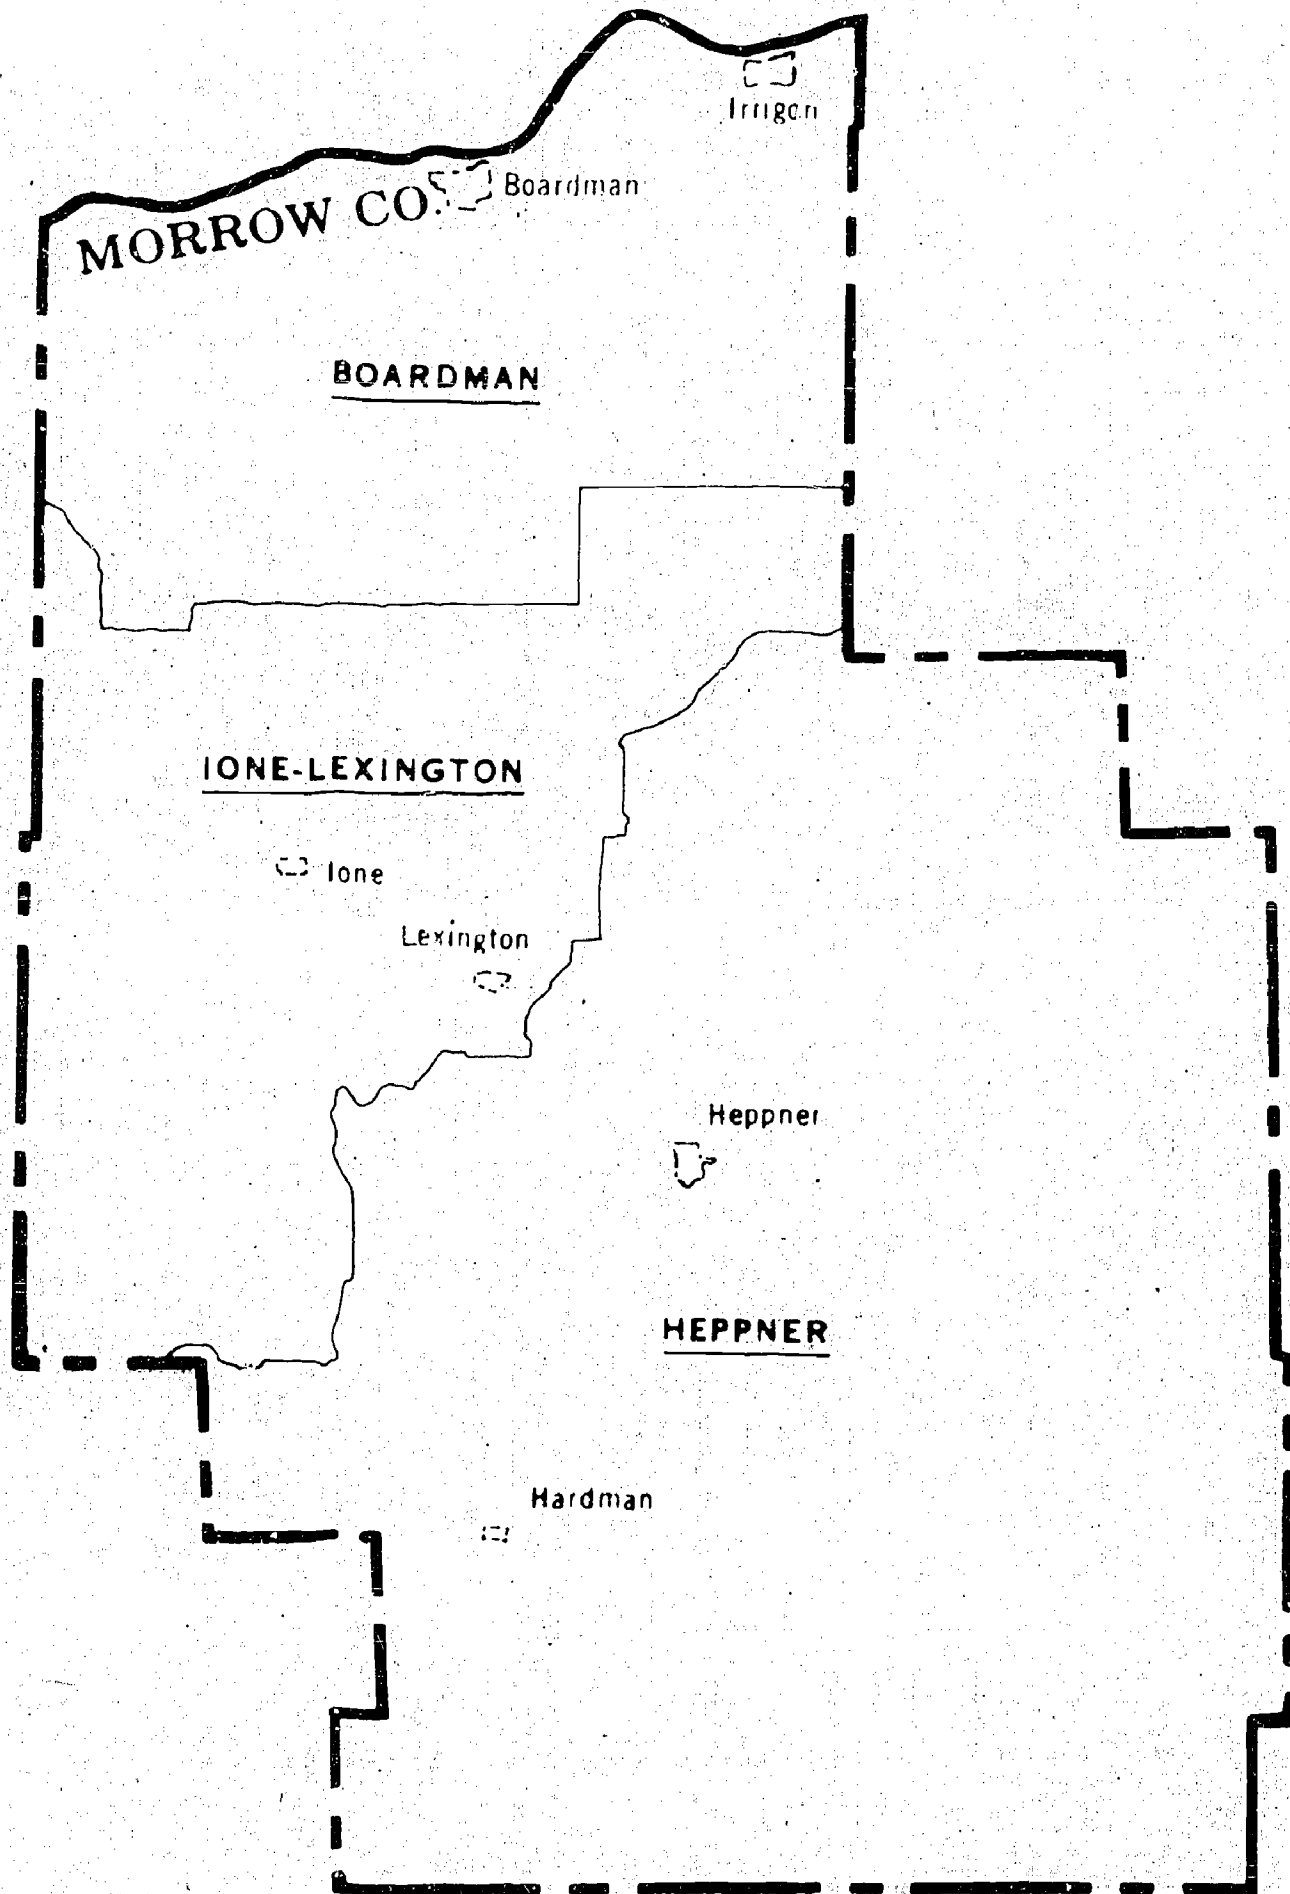 Irrigon
Boardman
MORROW CO.
BOARDMAN
IONE-LEXINGTON
Ione
Lexington
Heppner
HEPPNER
Hardman